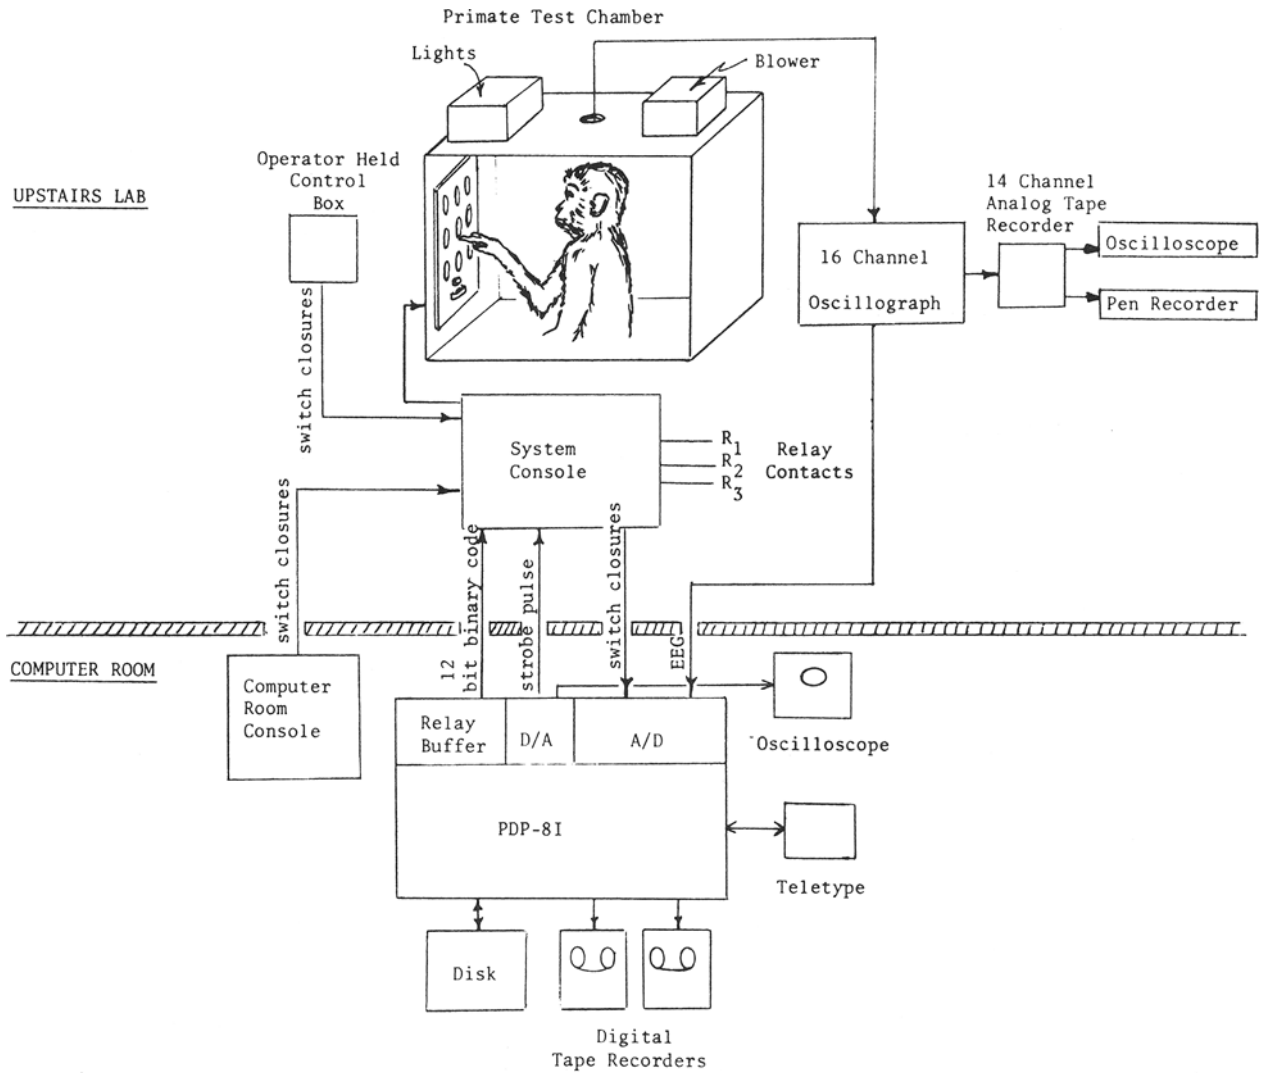 Primate Test Chamber
Lights
Blower
Operator Held
Control
Box
UPSTAIRS LAB
14 Channel
Analog Tape
Recorder
16 Channel
Oscillograph
Oscilloscope
Pen Recorder
switch closures
System
Console
R1
R2
R3
Relay
Contacts
switch closures
12
bit binary code
strobe pulse
switch closures
EEG
COMPUTER ROOM
Computer
Room
Console
Relay
Buffer
D/A
A/D
Oscilloscope
PDP-8I
Teletype
Disk
Digital
Tape Recorders